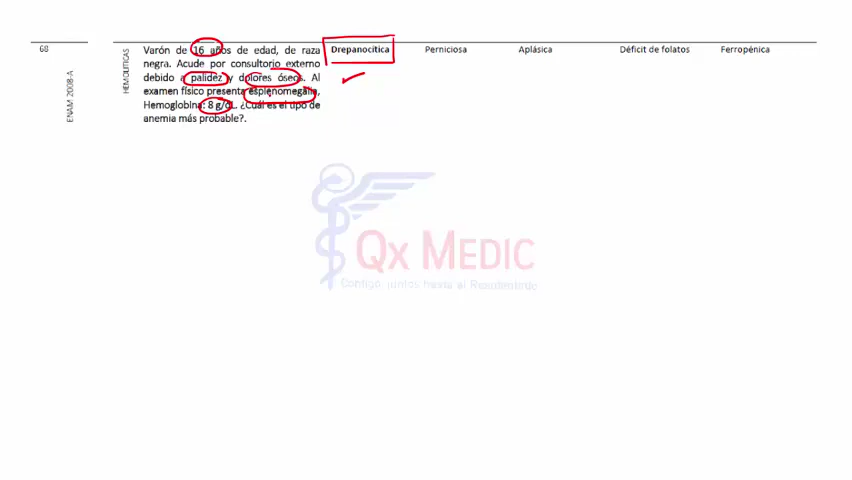 68
ENAM 2008-A
HEMOLITICAS
Varón de 16 años de edad, de raza
negra. Acude por consultorio externo
debido a palidez y dolores óseos. Al
examen físico presenta esplenomegalia,
Hemoglobina: 8 g/dL. ¿Cuál es el tipo de
anemia más probable?.
Drepanocítica
Perniciosa
Aplásica
Déficit de folatos
Ferropénica
Qx MEDIC
Contigo, juntos hasta al Residentado